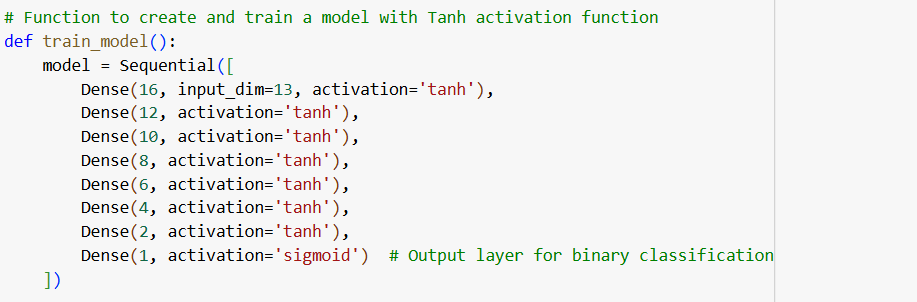 # Function to create and train a model with Tanh activation function
def train_model():
    model = Sequential([
        Dense(16, input_dim=13, activation='tanh'),
        Dense(12, activation='tanh'),
        Dense(10, activation='tanh'),
        Dense(8, activation='tanh'),
        Dense(6, activation='tanh'),
        Dense(4, activation='tanh'),
        Dense(2, activation='tanh'),
        Dense(1, activation='sigmoid')  # Output layer for binary classification
    ])